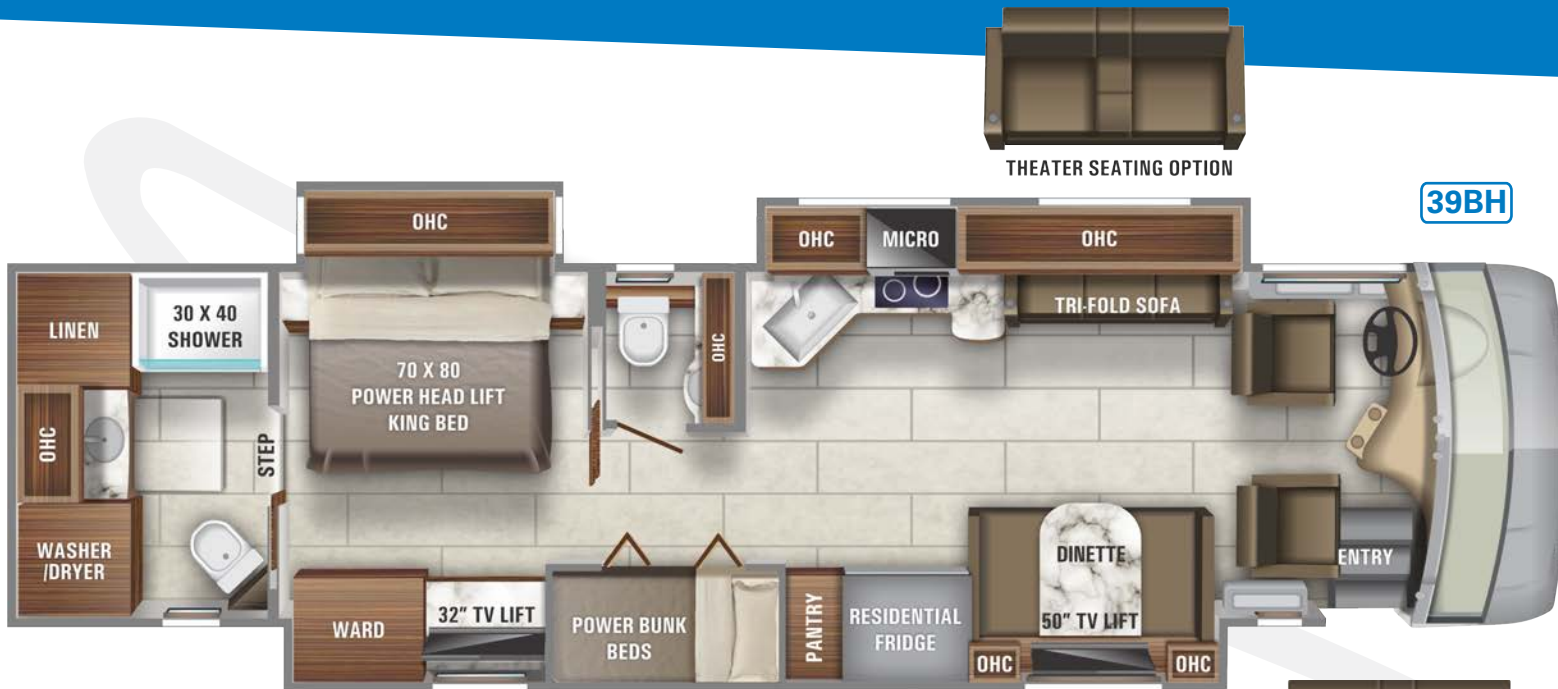 THEATER SEATING OPTION
39BH
OHC
OHC
MICRO
OHC
LINEN
30 X 40
SHOWER
TRI-FOLD SOFA
OHC
70 X 80
POWER HEAD LIFT
KING BED
OHC
STEP
WASHER
/DRYER
DINETTE
ENTRY
WARD
32" TV LIFT
POWER BUNK
BEDS
PANTRY
RESIDENTIAL
FRIDGE
50" TV LIFT
OHC
OHC